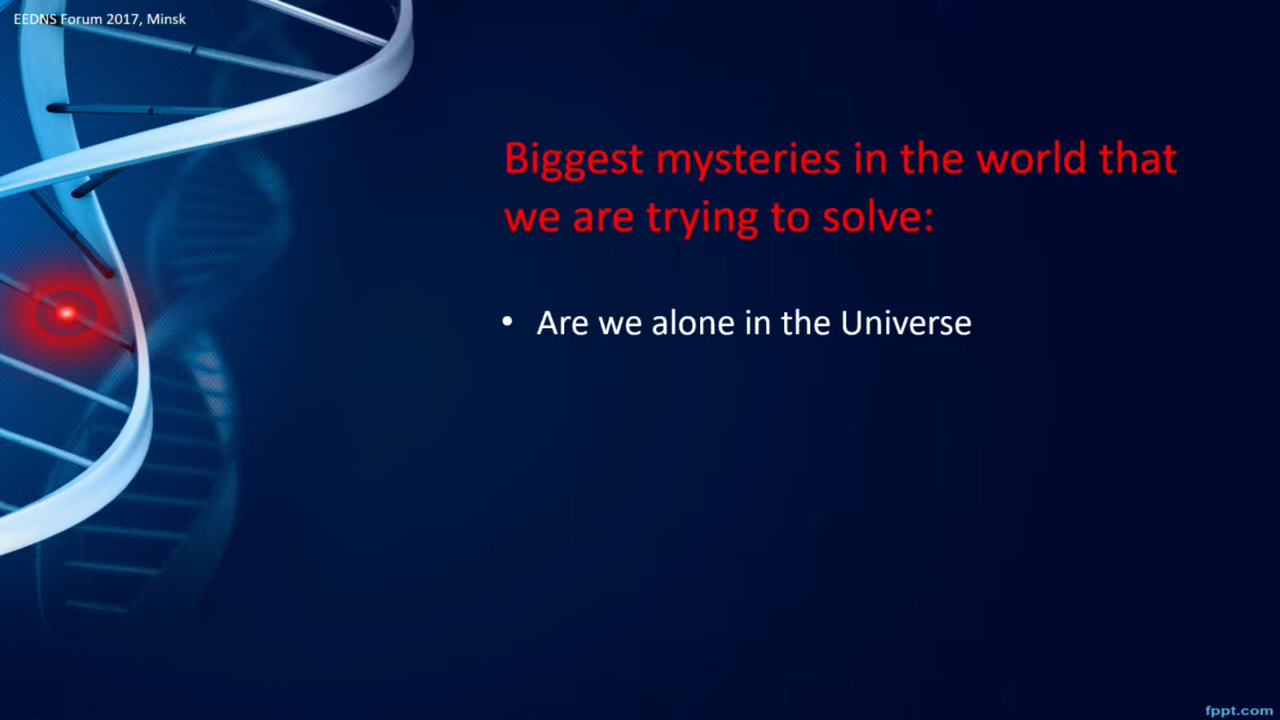 EEDNS Forum 2017, Minsk
Biggest mysteries in the world that
we are trying to solve:
• Are we alone in the Universe
fppt.com